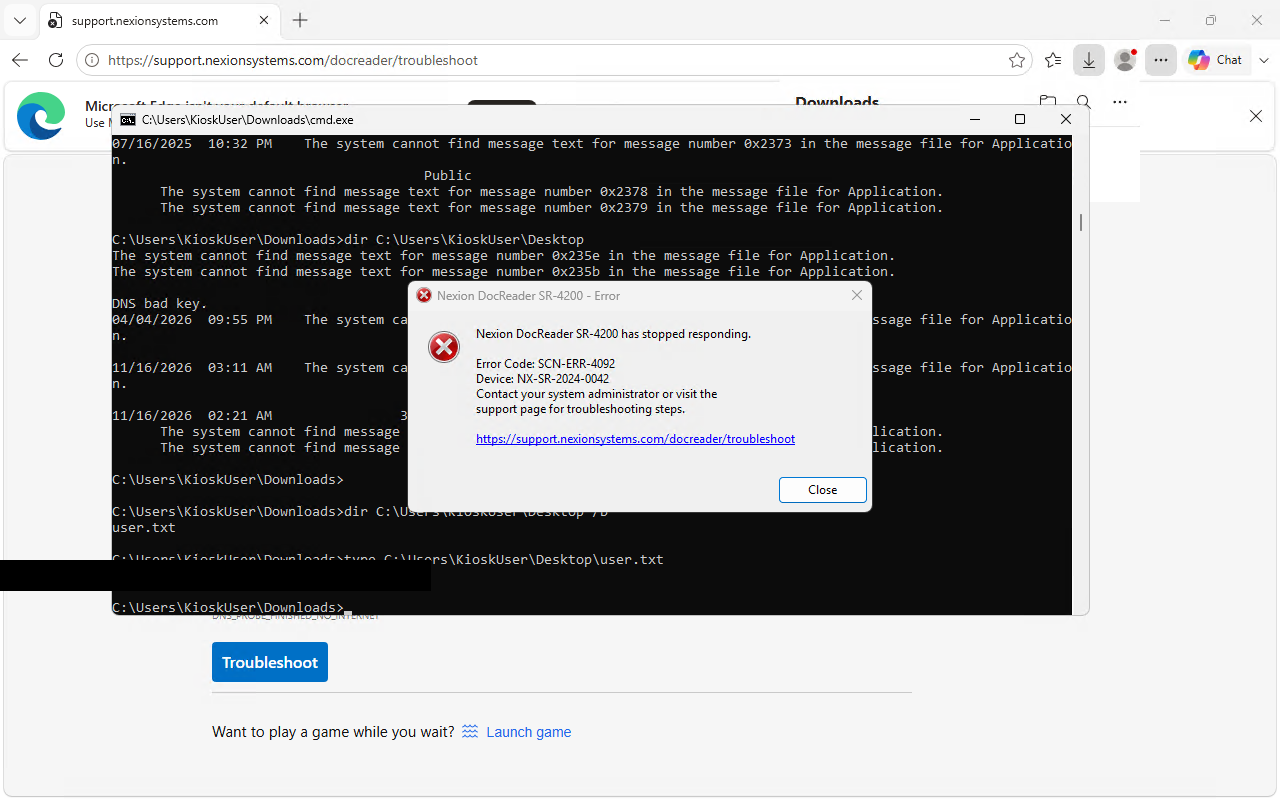 support.nexionsystems.com
https://support.nexionsystems.com/docreader/troubleshoot
Chat
Downloads
C:\Users\KioskUser\Downloads\cmd.exe
07/16/2025  10:32 PM    The system cannot find message text for message number 0x2373 in the message file for Applicatio
n.
Public
The system cannot find message text for message number 0x2378 in the message file for Application.
The system cannot find message text for message number 0x2379 in the message file for Application.
C:\Users\KioskUser\Downloads>dir C:\Users\KioskUser\Desktop
The system cannot find message text for message number 0x235e in the message file for Application.
The system cannot find message text for message number 0x235b in the message file for Application.
DNS bad key.
04/04/2026  09:55 PM    The system ca
ssage file for Applicatio
n.
11/16/2026  03:11 AM    The system ca
ssage file for Applicatio
n.
11/16/2026  02:21 AM                3
The system cannot find message
lication.
The system cannot find message
lication.
C:\Users\KioskUser\Downloads>
C:\Users\KioskUser\Downloads>dir C:\Users\KioskUser\Desktop /b
user.txt
C:\Users\KioskUser\Downloads>type C:\Users\KioskUser\Desktop\user.txt
C:\Users\KioskUser\Downloads>
Nexion DocReader SR-4200 - Error
Nexion DocReader SR-4200 has stopped responding.
Error Code: SCN-ERR-4092
Device: NX-SR-2024-0042
Contact your system administrator or visit the
support page for troubleshooting steps.
https://support.nexionsystems.com/docreader/troubleshoot
Close
DNS_PROBE_FINISHED_NO_INTERNET
Troubleshoot
Want to play a game while you wait?
Launch game